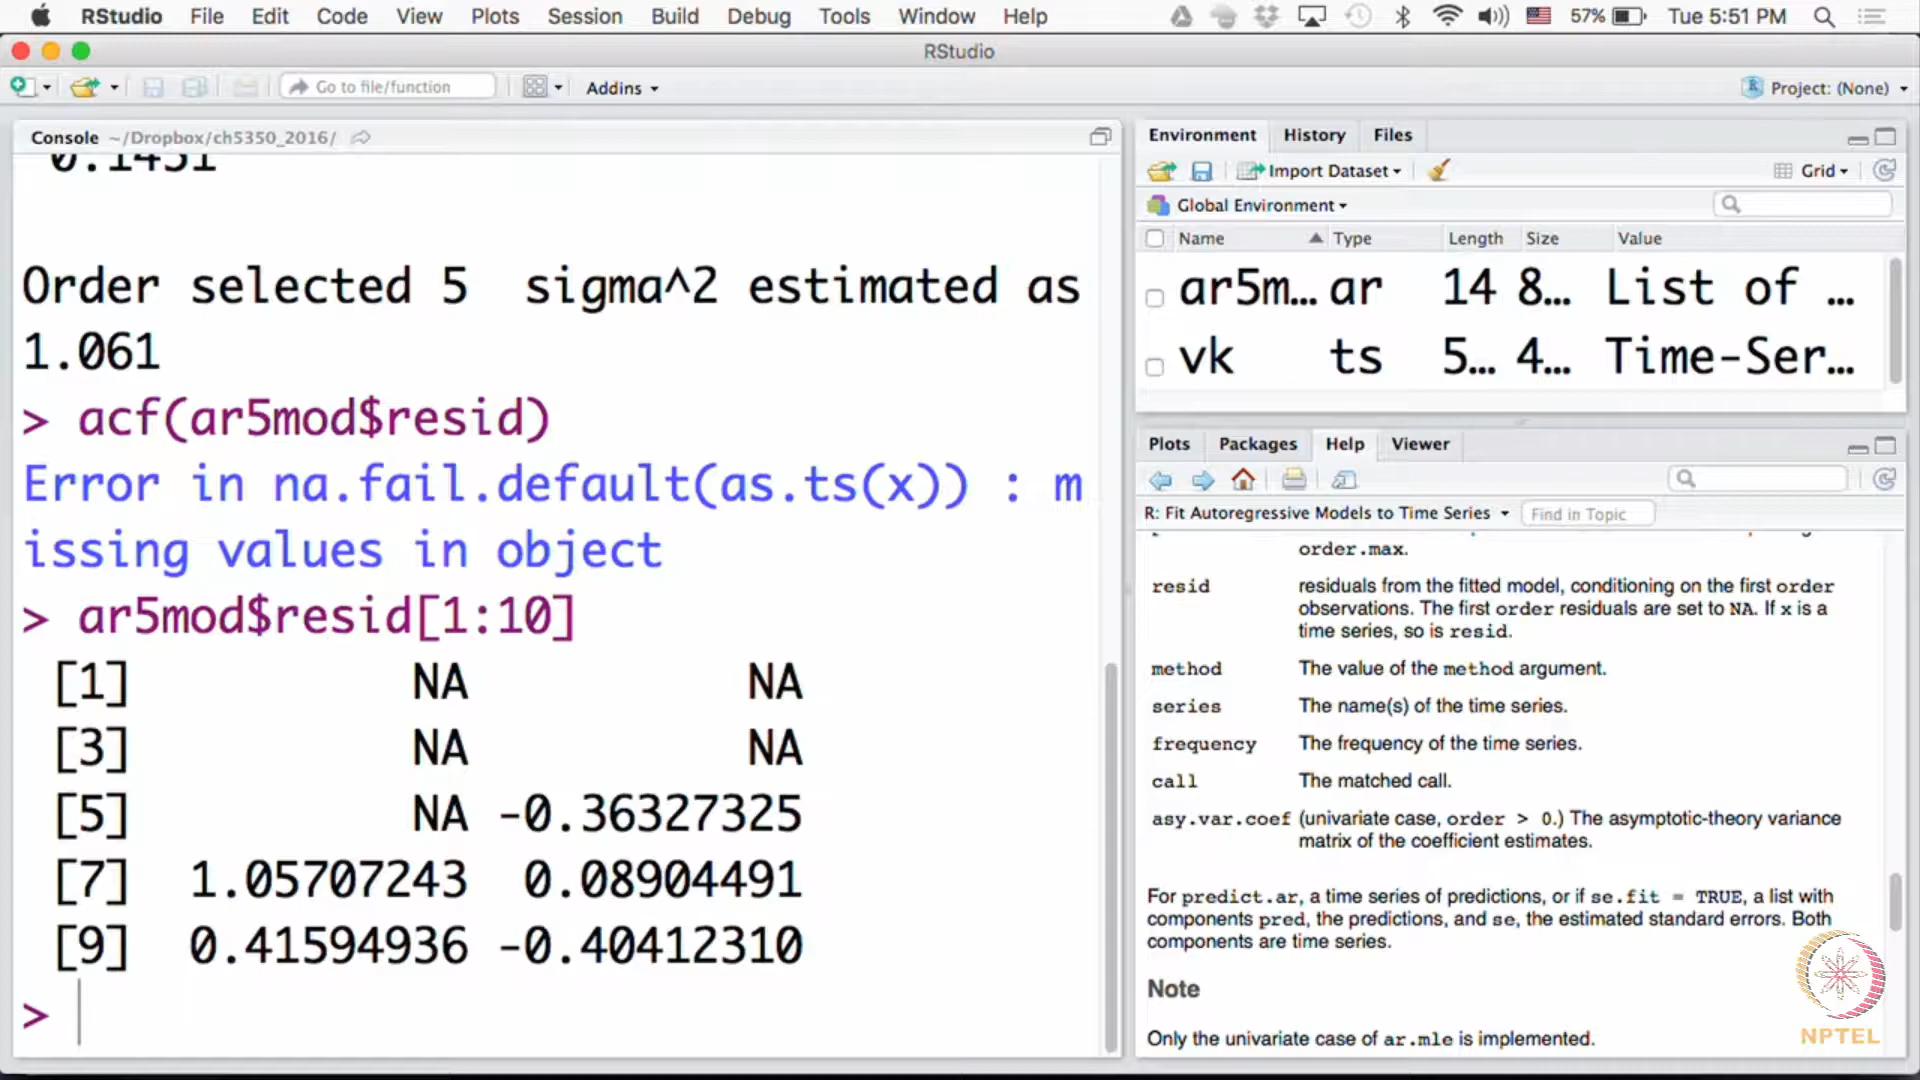 RStudio File Edit Code View Plots Session Build Debug Tools Window Help 57% Tue 5:51 PM
RStudio
Go to file/function Addins Project: (None)
Console ~/Dropbox/ch5350_2016/
0.1451
Order selected 5 sigma^2 estimated as
1.061
> acf(ar5mod$resid)
Error in na.fail.default(as.ts(x)) : m
issing values in object
> ar5mod$resid[1:10]
[1] NA NA
[3] NA NA
[5] NA -0.36327325
[7] 1.05707243 0.08904491
[9] 0.41594936 -0.40412310
>
Environment History Files
Import Dataset Grid
Global Environment
Name Type Length Size Value
ar5m... ar 14 8... List of ...
vk ts 5... 4... Time-Ser...
Plots Packages Help Viewer
R: Fit Autoregressive Models to Time Series Find in Topic
order.max.
resid residuals from the fitted model, conditioning on the first order
observations. The first order residuals are set to NA. If x is a
time series, so is resid.
method The value of the method argument.
series The name(s) of the time series.
frequency The frequency of the time series.
call The matched call.
asy.var.coef (univariate case, order > 0.) The asymptotic-theory variance
matrix of the coefficient estimates.
For predict.ar, a time series of predictions, or if se.fit = TRUE, a list with
components pred, the predictions, and se, the estimated standard errors. Both
components are time series.
Note
Only the univariate case of ar.mle is implemented.
NPTEL